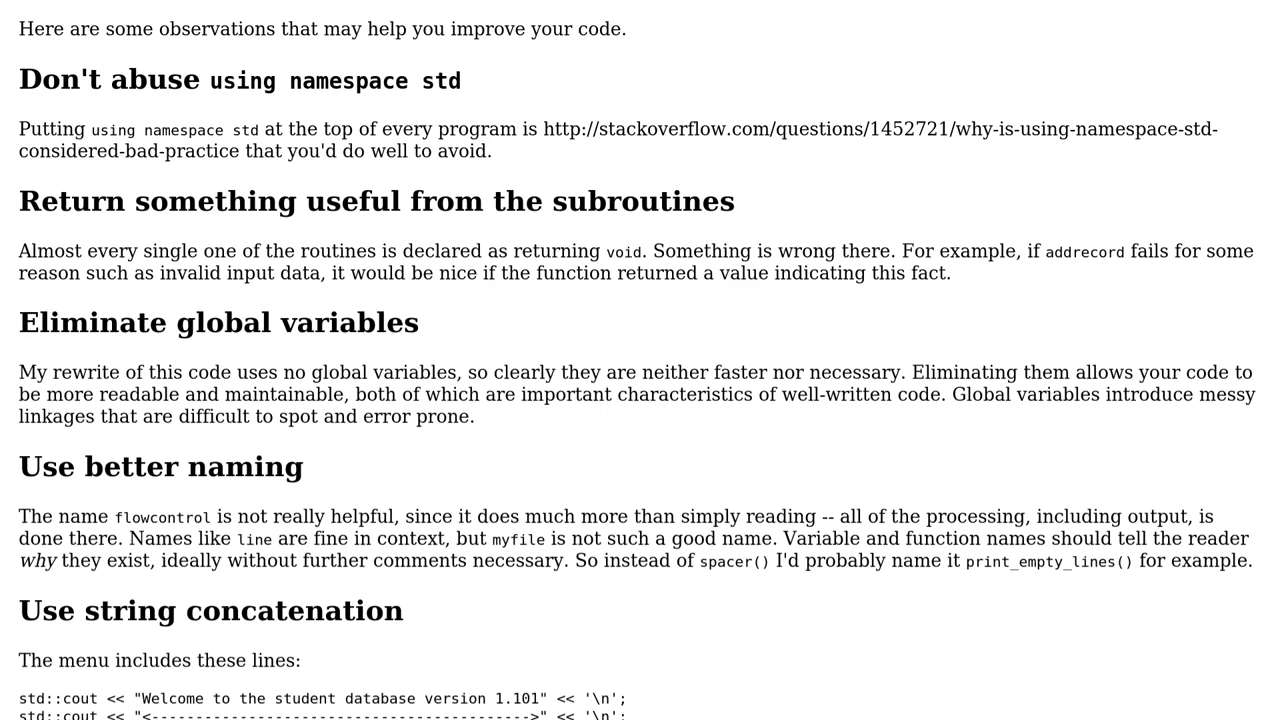 Here are some observations that may help you improve your code.
Don't abuse using namespace std
Putting using namespace std at the top of every program is http://stackoverflow.com/questions/1452721/why-is-using-namespace-std-
considered-bad-practice that you'd do well to avoid.
Return something useful from the subroutines
Almost every single one of the routines is declared as returning void. Something is wrong there. For example, if addrecord fails for some
reason such as invalid input data, it would be nice if the function returned a value indicating this fact.
Eliminate global variables
My rewrite of this code uses no global variables, so clearly they are neither faster nor necessary. Eliminating them allows your code to
be more readable and maintainable, both of which are important characteristics of well-written code. Global variables introduce messy
linkages that are difficult to spot and error prone.
Use better naming
The name flowcontrol is not really helpful, since it does much more than simply reading -- all of the processing, including output, is
done there. Names like line are fine in context, but myfile is not such a good name. Variable and function names should tell the reader
why they exist, ideally without further comments necessary. So instead of spacer() I'd probably name it print_empty_lines() for example.
Use string concatenation
The menu includes these lines:
std::cout << "Welcome to the student database version 1.101" << '\n';
std::cout << "<------------------------------------------->" << '\n';